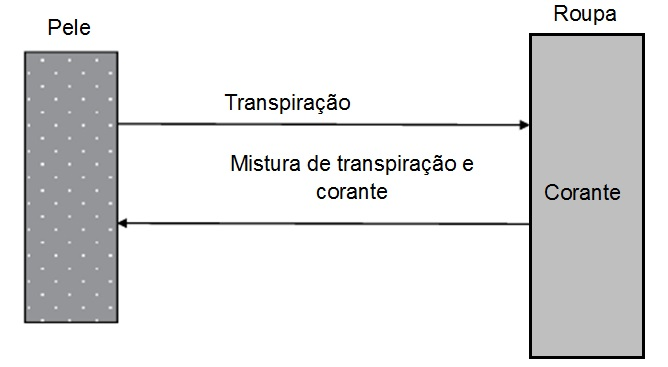 Pele
Roupa
Transpiração
Mistura de transpiração e
corante
Corante